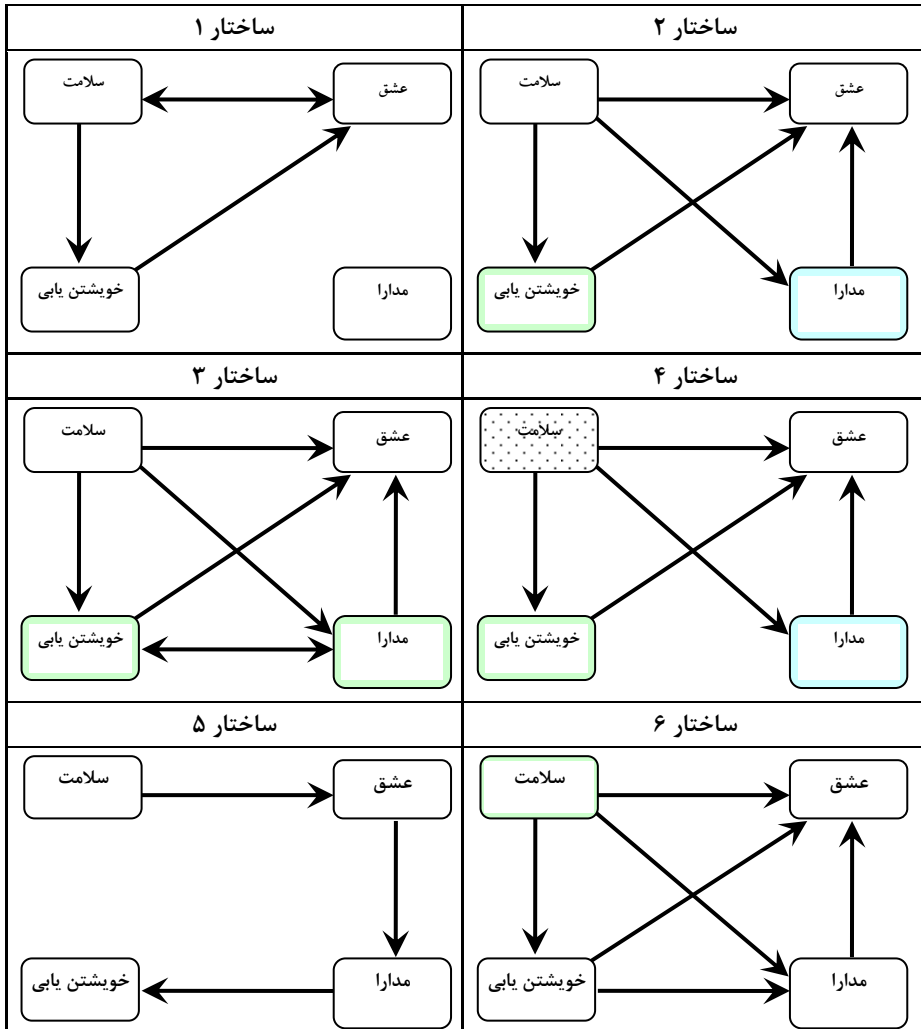 ساختار ۱
ساختار ۲
سلامت
عشق
خویشتن یابی
مدارا
سلامت
عشق
خویشتن یابی
مدارا
ساختار ۳
ساختار ۴
سلامت
عشق
خویشتن یابی
مدارا
سلامت
عشق
خویشتن یابی
مدارا
ساختار ۵
ساختار ۶
سلامت
عشق
خویشتن یابی
مدارا
سلامت
عشق
خویشتن یابی
مدارا